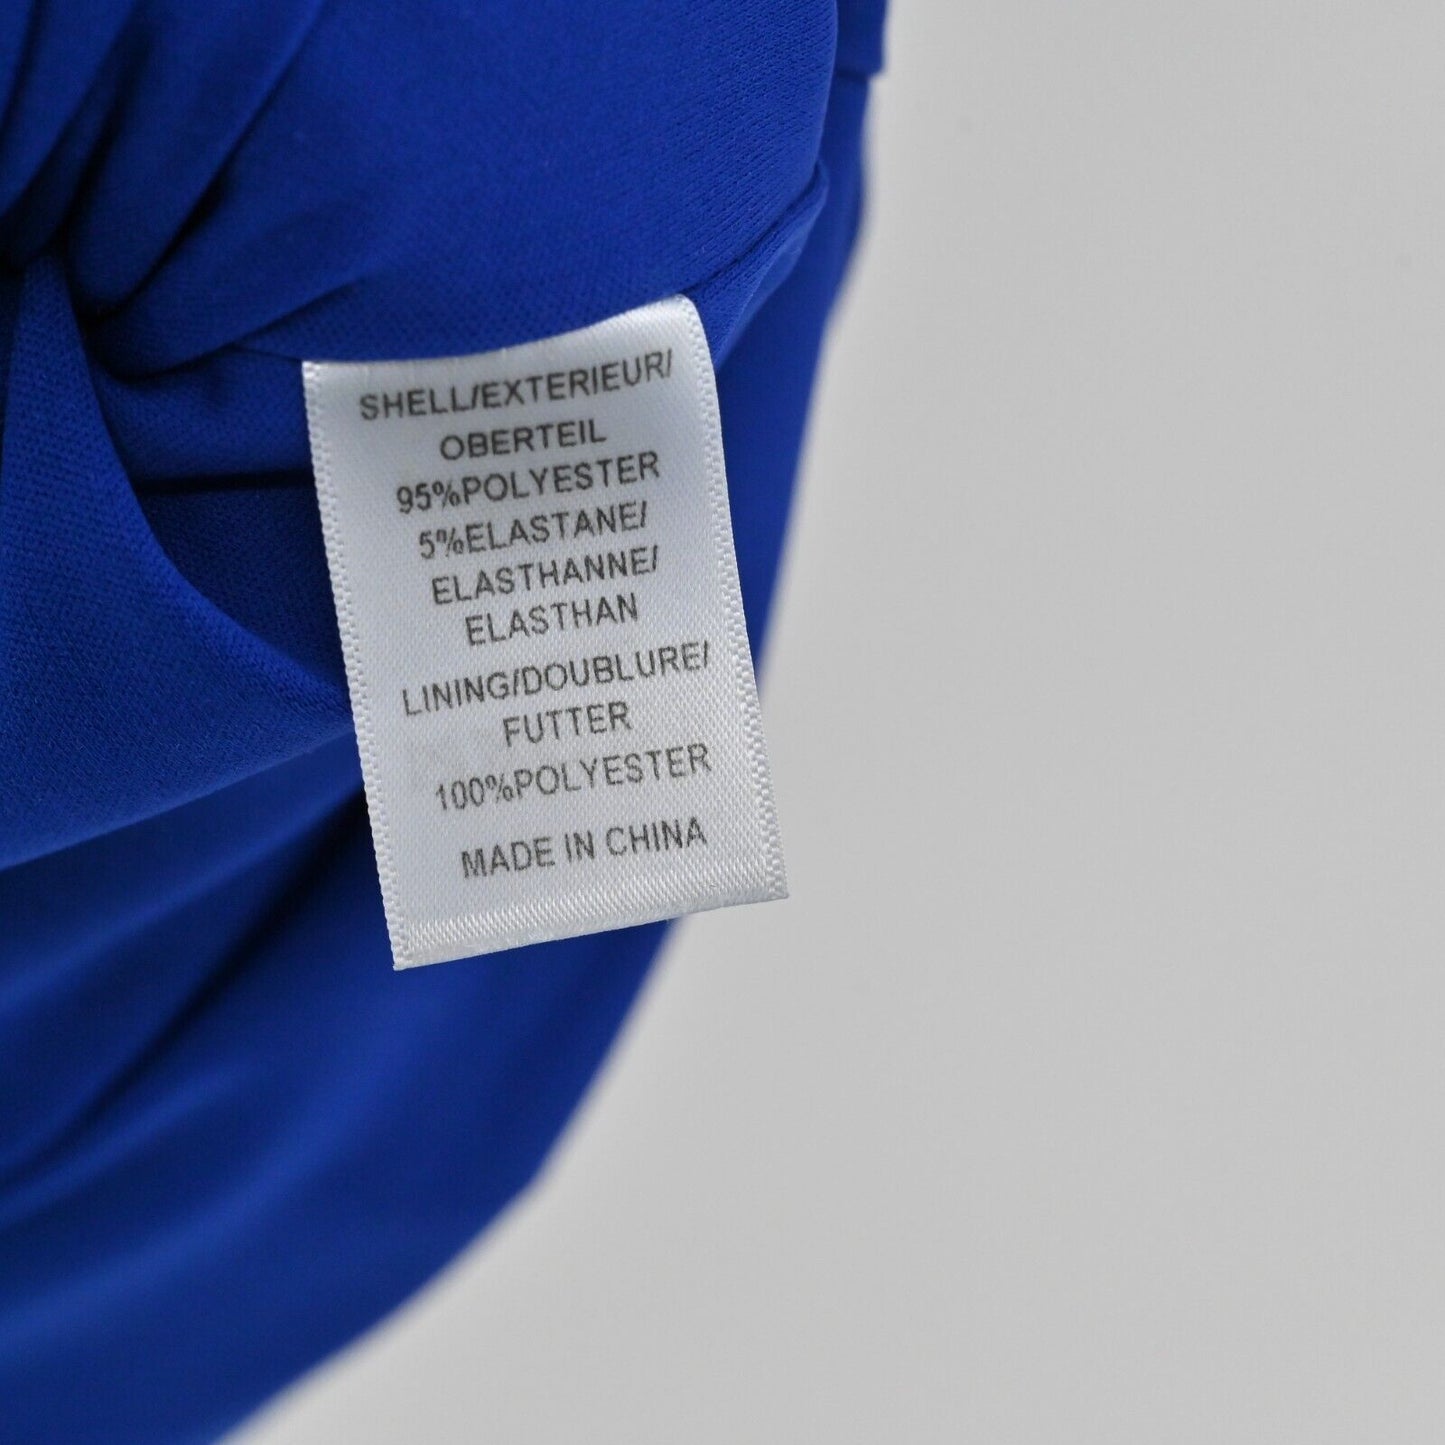 SHELL/EXTERIEUR/
OBERTEIL
95%POLYESTER
5%ELASTANE/
ELASTHANNE/
ELASTHAN
LINING/DOUBLURE/
FUTTER
100%POLYESTER
MADE IN CHINA